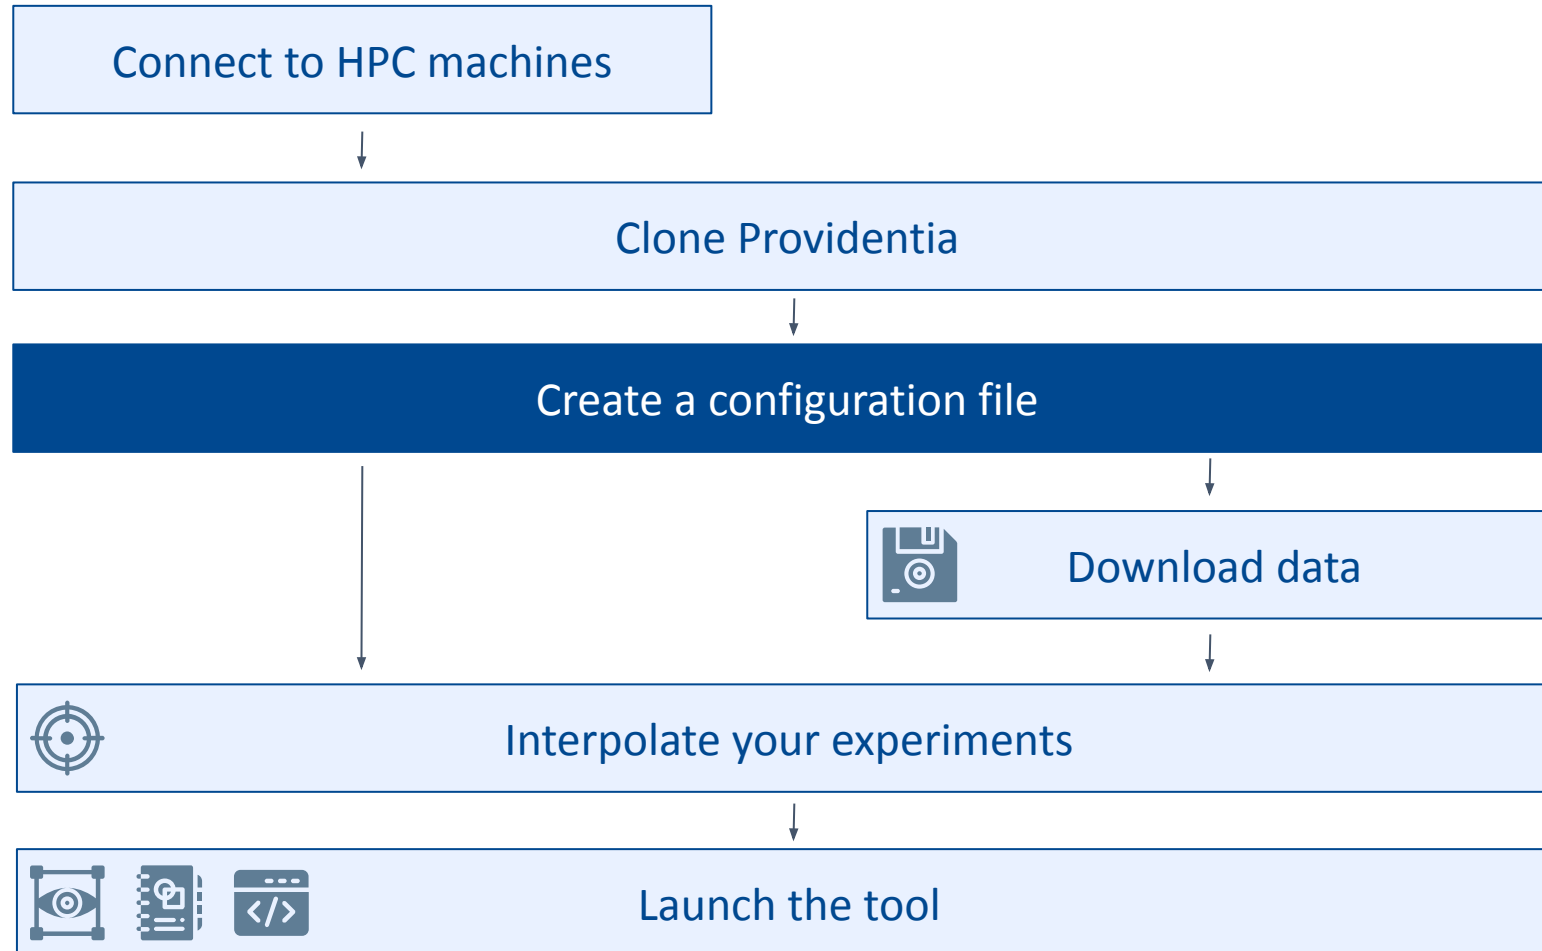 Connect to HPC machines
Clone Providentia
Create a configuration file
Download data
Interpolate your experiments
</>
Launch the tool